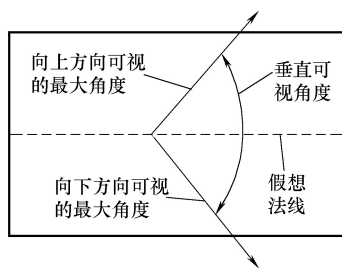 向上方向可视
的最大角度
垂直可
视角度
向下方向可视
的最大角度
假想
法线